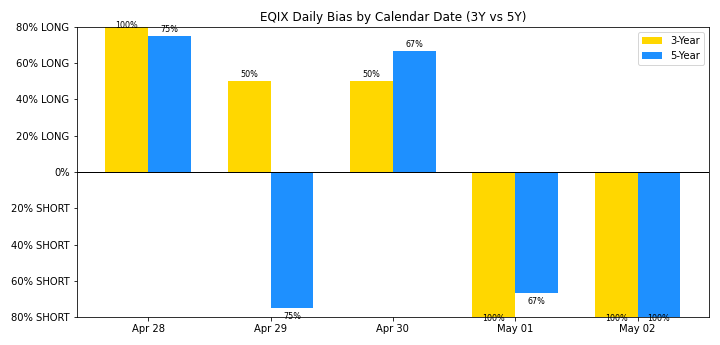 EQIX Daily Bias by Calendar Date (3Y vs 5Y)
80% LONG
60% LONG
40% LONG
20% LONG
0%
20% SHORT
40% SHORT
60% SHORT
80% SHORT
100%
75%
50%
75%
50%
67%
100%
67%
100%
100%
3-Year
5-Year
Apr 28
Apr 29
Apr 30
May 01
May 02